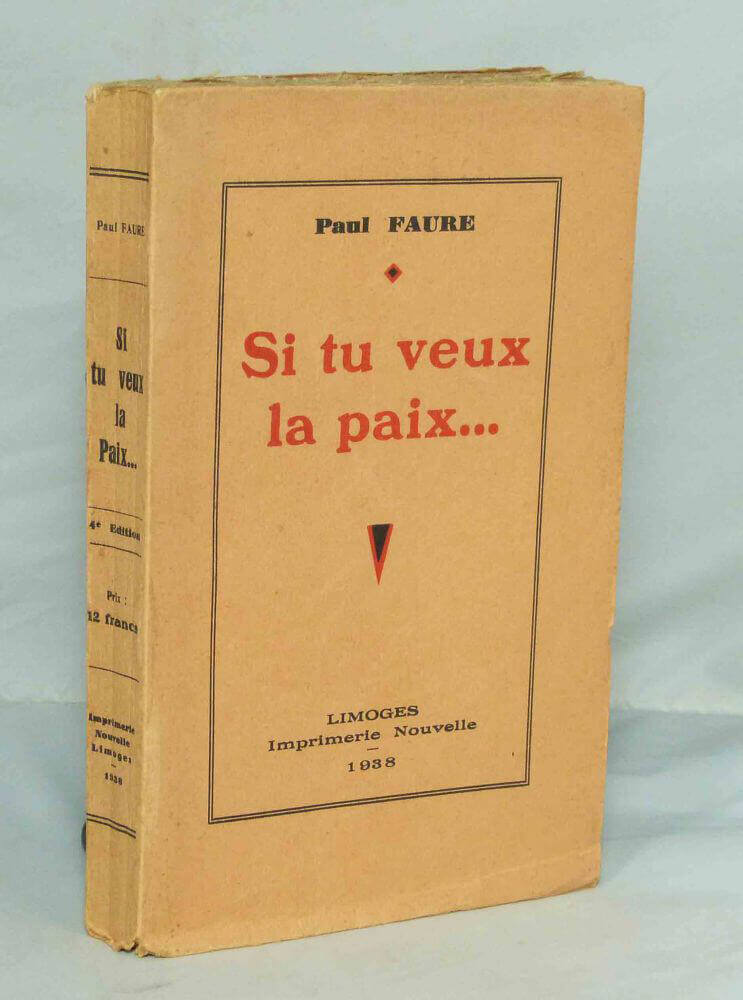 Paul FAURE
Si tu veux
la paix...
LIMOGES
Imprimerie Nouvelle
1938
Paul FAURE
Si
tu veux
la
Paix...
4e Edition
Prix :
12 francs
Imprimerie
Nouvelle
Limoges
1938